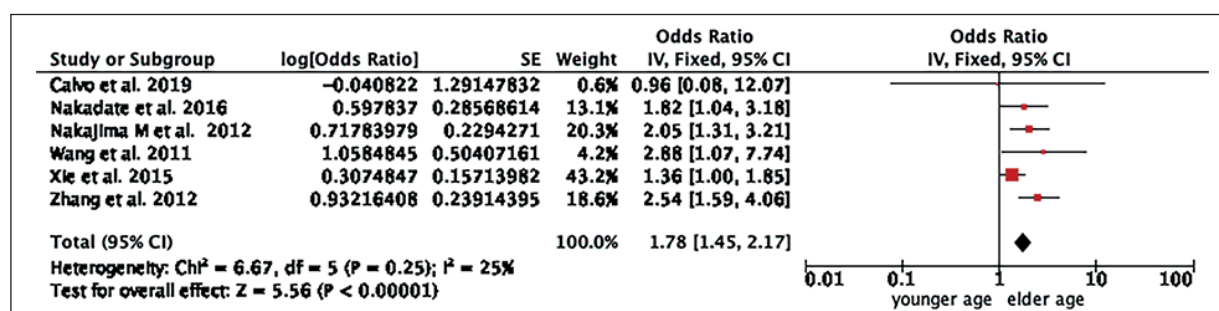 Odds Ratio Odds Ratio
Study or Subgroup log[Odds Ratio] SE Weight IV, Fixed, 95% CI IV, Fixed, 95% CI
Calvo et al. 2019 −0.040822 1.29147832 0.6% 0.96 [0.08, 12.07]
Nakadate et al. 2016 0.597837 0.28568614 13.1% 1.82 [1.04, 3.18]
Nakajima M et al. 2012 0.71783979 0.2294271 20.3% 2.05 [1.31, 3.21]
Wang et al. 2011 1.0584845 0.50407161 4.2% 2.88 [1.07, 7.74]
Xie et al. 2015 0.3074847 0.15713982 43.2% 1.36 [1.00, 1.85]
Zhang et al. 2012 0.93216408 0.23914395 18.6% 2.54 [1.59, 4.06]
Total (95% CI) 100.0% 1.78 [1.45, 2.17]
Heterogeneity: Chi² = 6.67, df = 5 (P = 0.25); I² = 25%
Test for overall effect: Z = 5.56 (P < 0.00001)
0.01 0.1 1 10 100
younger age elder age